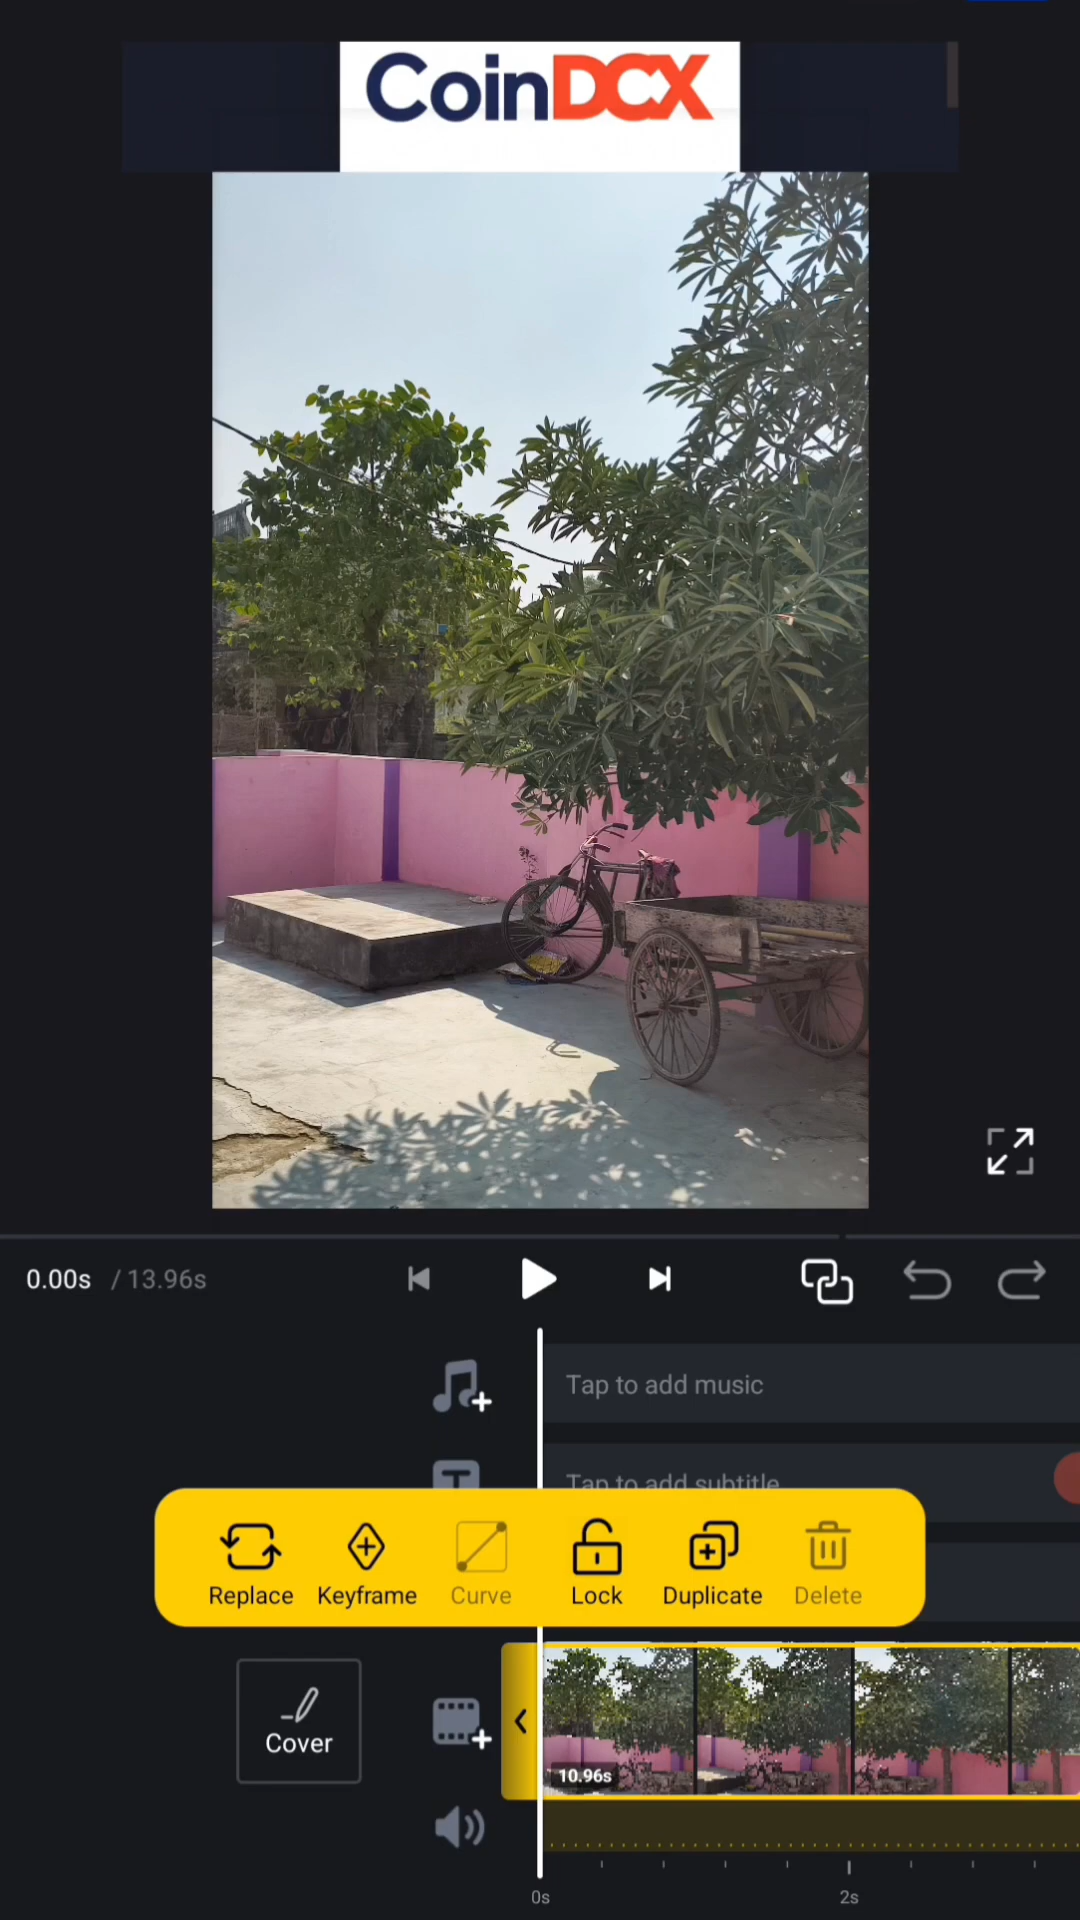 CoinDCX
0.00s / 13.96s
Tap to add music
Tap to add subtitle
Replace Keyframe Curve Lock Duplicate Delete
Cover
10.96s
0s 2s